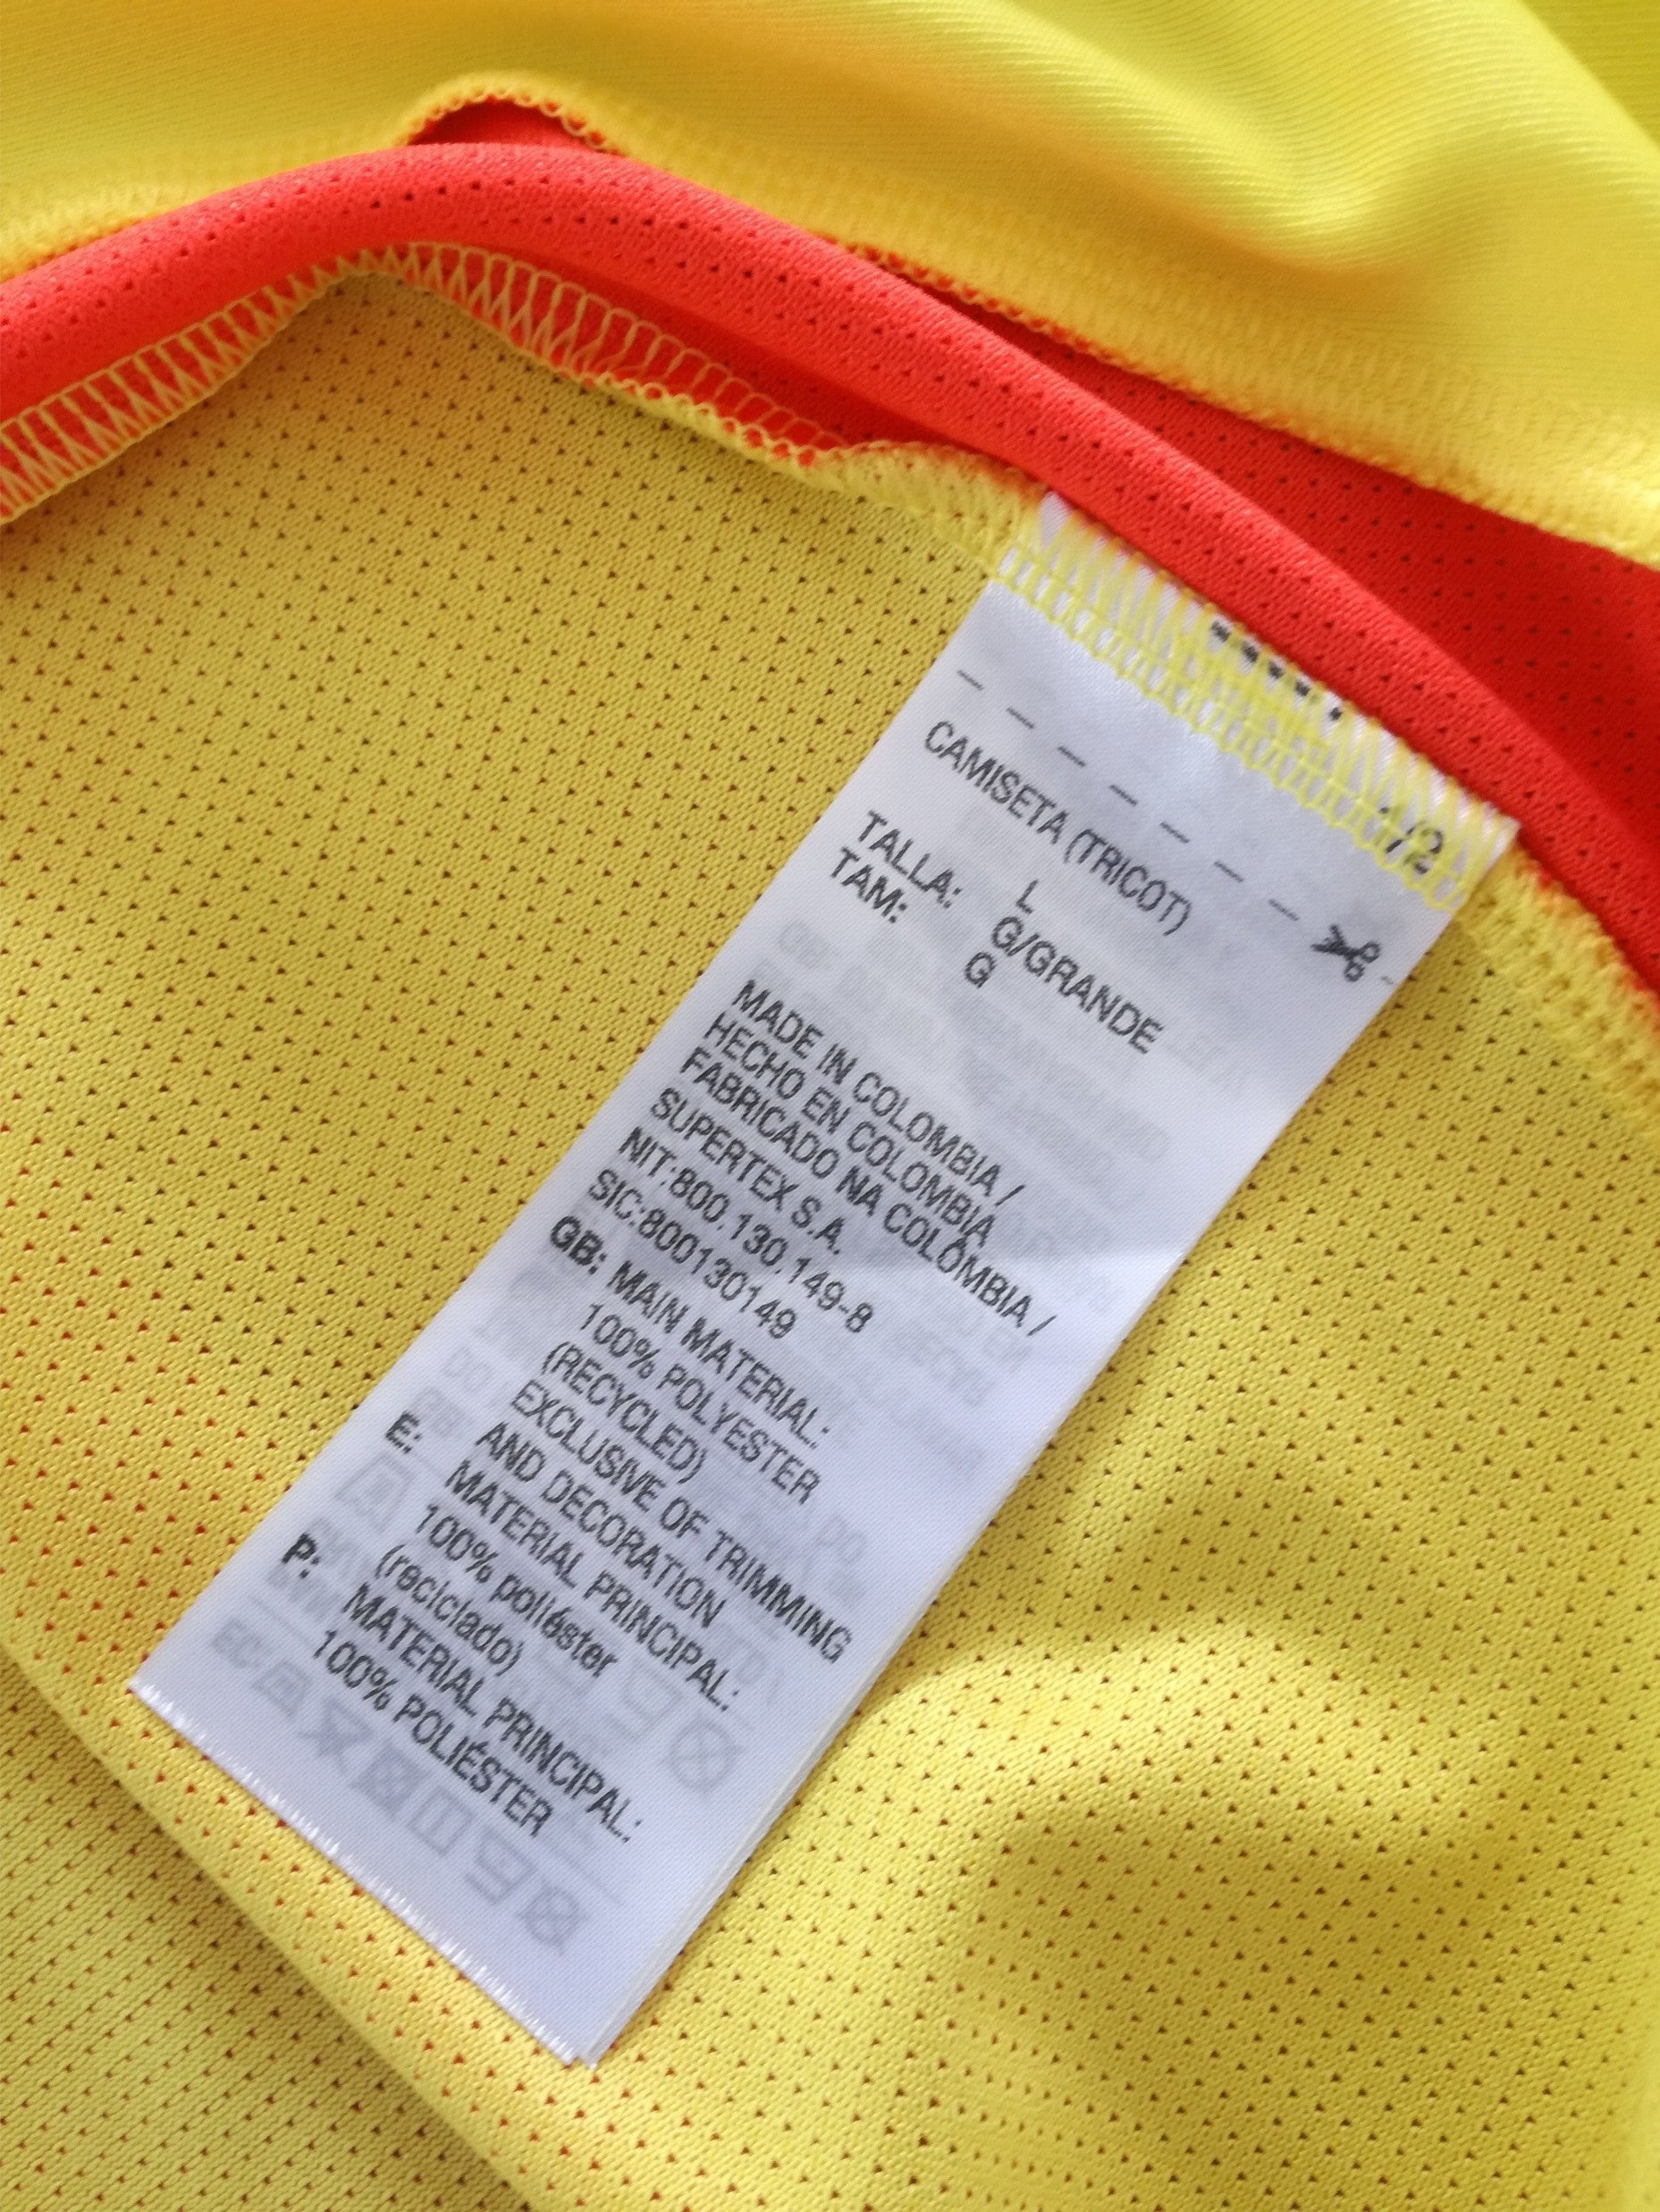 1/2
CAMISETA (TRICOT)
TALLA: L
G/GRANDE
TAM: G
MADE IN COLOMBIA /
HECHO EN COLOMBIA
FABRICADO NA COLÔMBIA /
SUPERTEX S.A.
NIT:800.130.149-8
SIC:800130149
GB: MAIN MATERIAL:
100% POLYESTER
(RECYCLED)
EXCLUSIVE OF TRIMMING
AND DECORATION
E: MATERIAL PRINCIPAL:
100% poliéster
(reciclado)
P: MATERIAL PRINCIPAL:
100% POLIÉSTER